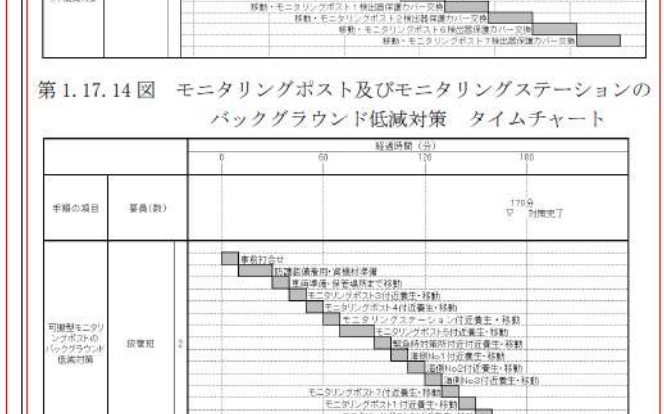 移動・モニタリングポスト1検出器保護カバー交換
移動・モニタリングポスト2検出器保護カバー交換
移動・モニタリングポスト6検出器保護カバー交換
移動・モニタリングポスト7検出器保護カバー交換
第1.17.14図　モニタリングポスト及びモニタリングステーションの
バックグラウンド低減対策　タイムチャート
経過時間（分）
0 60 120 180
手順の項目
要員(数)
170分
▽ 対策完了
事前打合せ
防護装備着用・資機材準備
車両準備・保管場所まで移動
モニタリングポスト3付近養生・移動
モニタリングポスト4付近養生・移動
モニタリングステーション付近養生・移動
モニタリングポスト5付近養生・移動
緊急時対策所付近付近養生・移動
海側No1付近養生・移動
海側No2付近養生・移動
海側No3付近養生・移動
モニタリングポスト7付近養生・移動
モニタリングポスト1付近養生・移動
可搬型モニタリ
ングポストの
バックグラウンド
低減対策
放管班
2